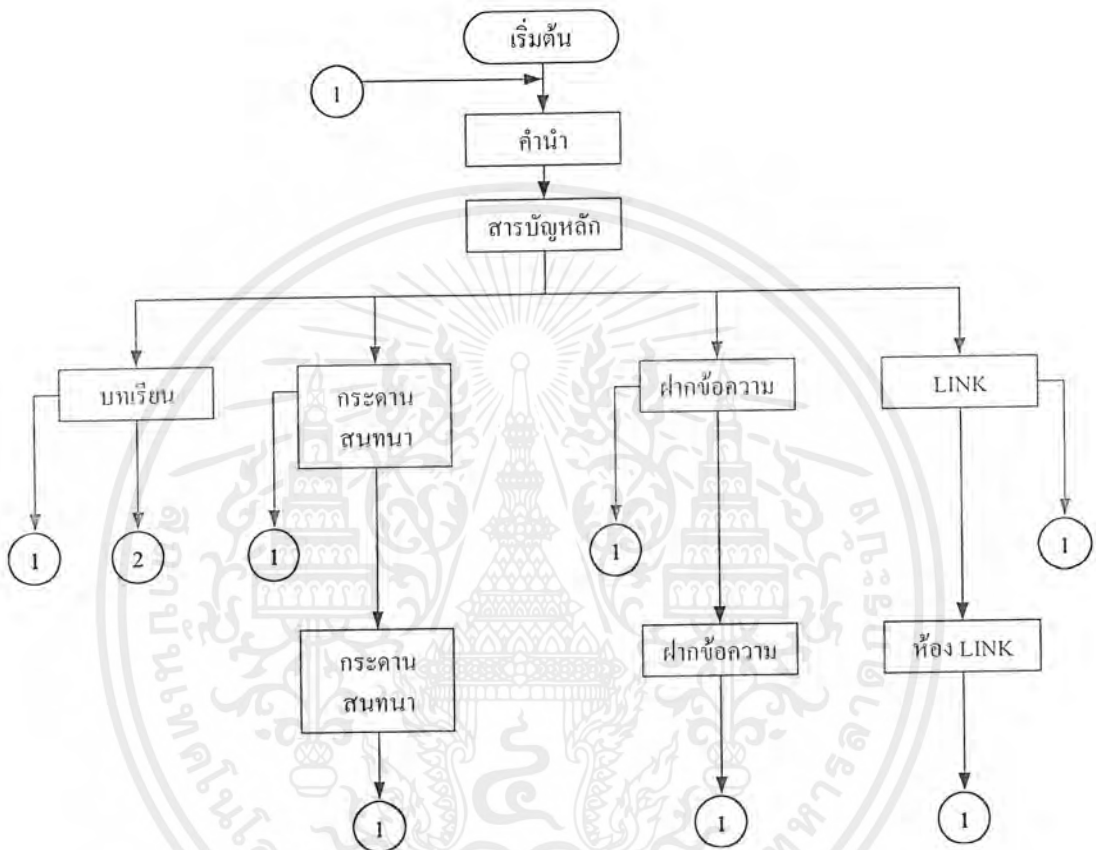 เริ่มต้น
1
คำนำ
สารบัญหลัก
บทเรียน
กระดาน
สนทนา
ฝากข้อความ
LINK
1
2
1
1
1
กระดาน
สนทนา
ฝากข้อความ
ห้อง LINK
1
1
1